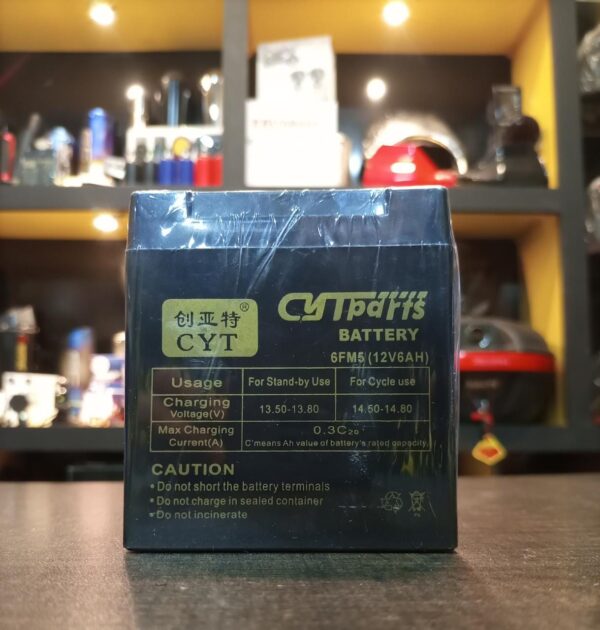 创亚特®
CYT
CYTparts
BATTERY
6FM5 (12V6AH)
Usage For Stand-by Use For Cycle use
Charging Voltage(V) 13.50-13.80 14.50-14.80
Max Charging Current(A) 0.3C₂₀
C'means Ah value of battery's rated capacity.
CAUTION
• Do not short the battery terminals
• Do not charge in sealed container
• Do not incinerate